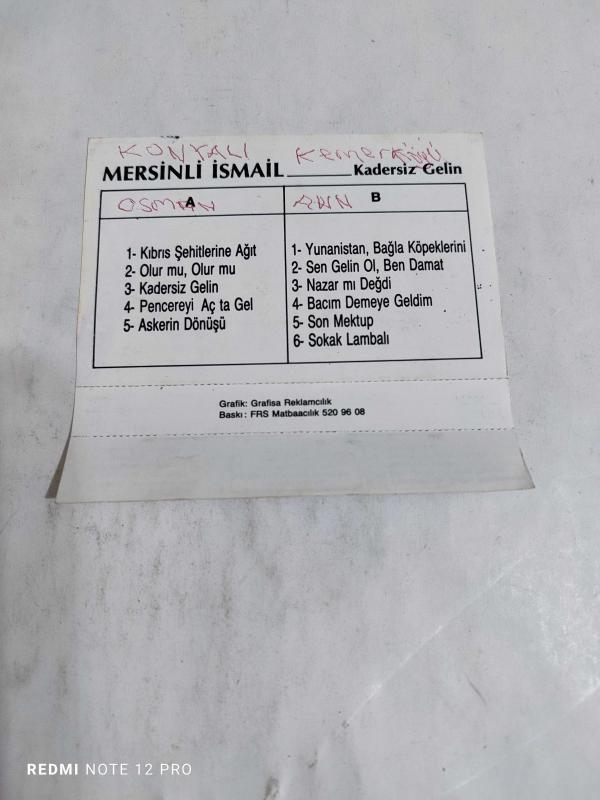 KONYALI
MERSİNLİ İSMAİL Kadersiz Gelin
OSMAN A B
1- Kıbrıs Şehitlerine Ağıt
2- Olur mu, Olur mu
3- Kadersiz Gelin
4- Pencereyi Aç ta Gel
5- Askerin Dönüşü
1- Yunanistan, Bağla Köpeklerini
2- Sen Gelin Ol, Ben Damat
3- Nazar mı Değdi
4- Bacım Demeye Geldim
5- Son Mektup
6- Sokak Lambalı
Grafik: Grafisa Reklamcılık
Baskı: FRS Matbaacılık 520 96 08
REDMI NOTE 12 PRO